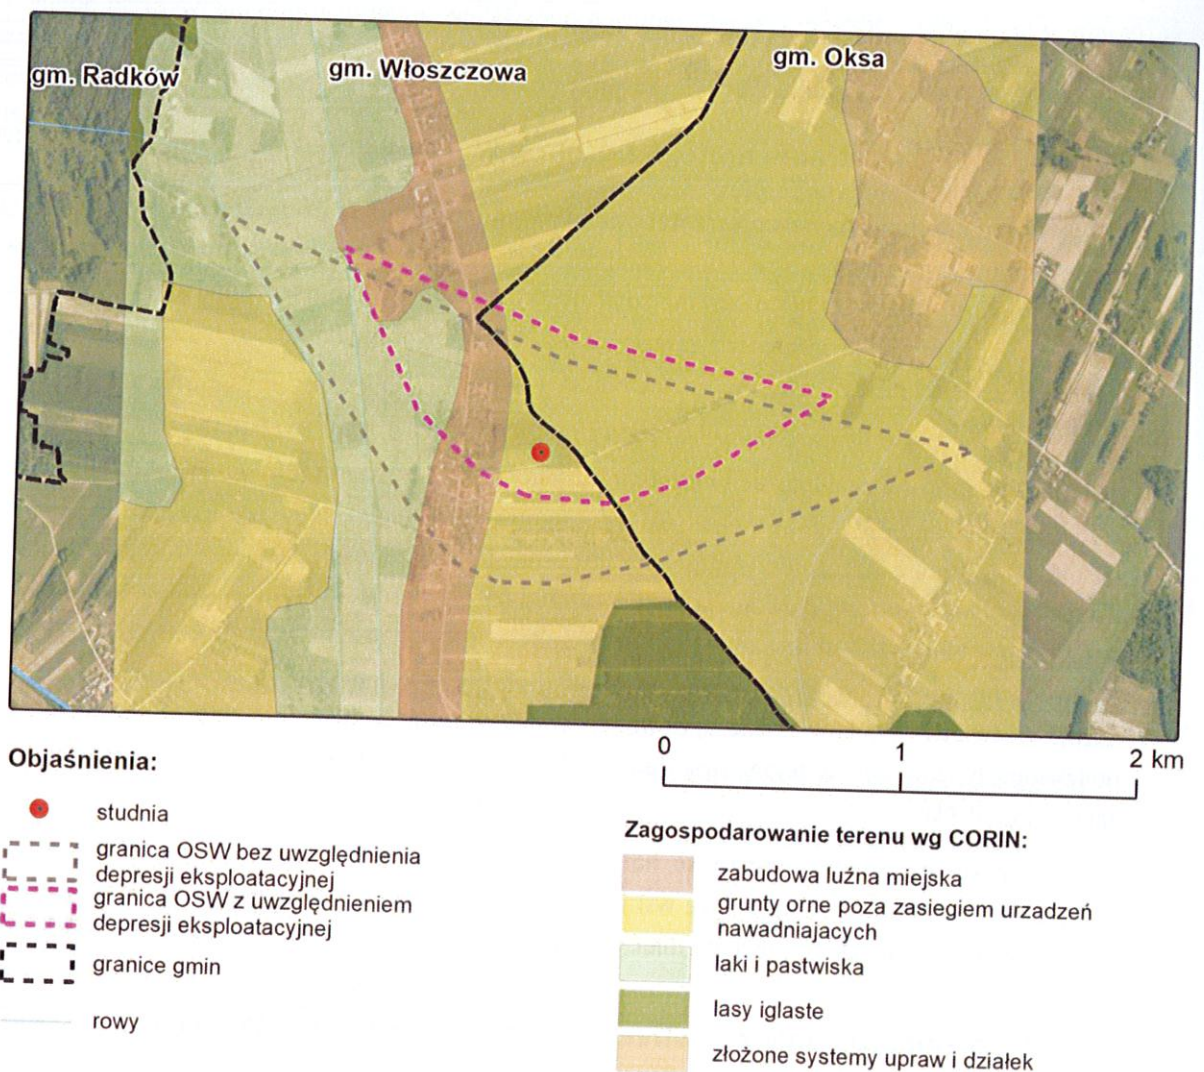 gm. Radków
gm. Włoszczowa
gm. Oksa
0 1 2 km
Objaśnienia:
studnia
granica OSW bez uwzględnienia
depresji eksploatacyjnej
granica OSW z uwzględnieniem
depresji eksploatacyjnej
granice gmin
rowy
Zagospodarowanie terenu wg CORIN:
zabudowa luźna miejska
grunty orne poza zasiegiem urzadzeń
nawadniajacych
laki i pastwiska
lasy iglaste
złożone systemy upraw i działek